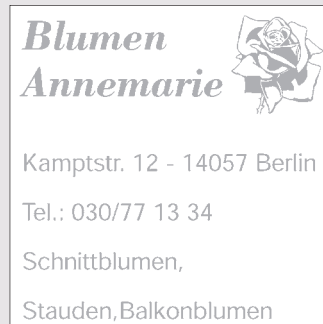 Blumen
Annemarie
Kamptstr. 12 - 14057 Berlin
Tel.: 030/77 13 34
Schnittblumen,
Stauden,Balkonblumen